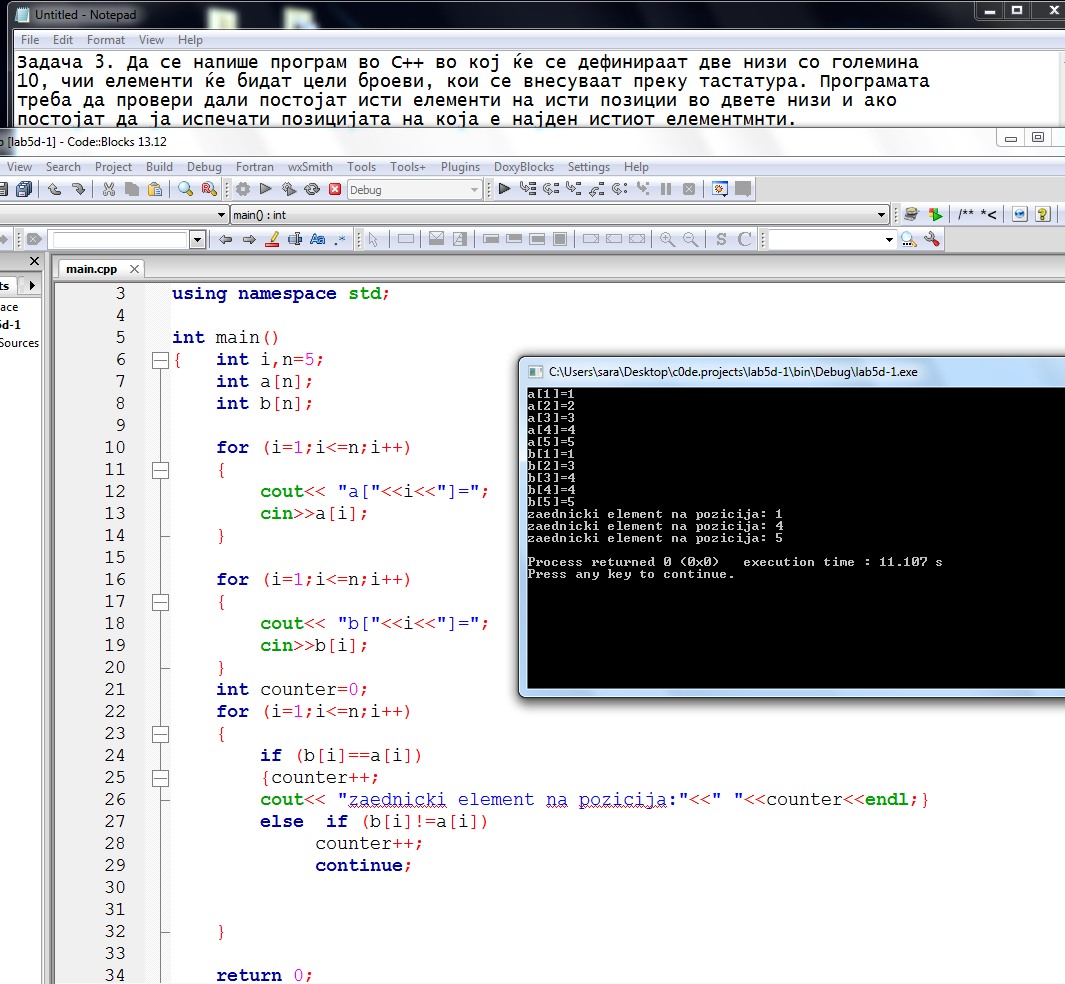 Untitled - Notepad
File Edit Format View Help
Задача 3. Да се напише програм во C++ во кој ќе се дефинираат две низи со големина
10, чии елементи ќе бидат цели броеви, кои се внесуваат преку тастатура. Програмата
треба да провери дали постојат исти елементи на исти позиции во двете низи и ако
постојат да ја испечати позицијата на која е најден истиот елементмнти.
[lab5d-1] - Code::Blocks 13.12
View Search Project Build Debug Fortran wxSmith Tools Tools+ Plugins DoxyBlocks Settings Help
Debug
main() : int
/** *<
.*
S C
main.cpp
ts
ace
5d-1
Sources
3 using namespace std;
4
5 int main()
6 { int i,n=5;
7 int a[n];
8 int b[n];
9
10 for (i=1;i<=n;i++)
11 {
12 cout<< "a["<<i<<"]=";
13 cin>>a[i];
14 }
15
16 for (i=1;i<=n;i++)
17 {
18 cout<< "b["<<i<<"]=";
19 cin>>b[i];
20 }
21 int counter=0;
22 for (i=1;i<=n;i++)
23 {
24 if (b[i]==a[i])
25 {counter++;
26 cout<< "zaednicki element na pozicija:"<<" "<<counter<<endl;}
27 else if (b[i]!=a[i])
28 counter++;
29 continue;
30
31
32 }
33
34 return 0;
C:\Users\sara\Desktop\c0de.projects\lab5d-1\bin\Debug\lab5d-1.exe
a[1]=1
a[2]=2
a[3]=3
a[4]=4
a[5]=5
b[1]=1
b[2]=3
b[3]=4
b[4]=4
b[5]=5
zaednicki element na pozicija: 1
zaednicki element na pozicija: 4
zaednicki element na pozicija: 5
Process returned 0 (0x0) execution time : 11.107 s
Press any key to continue.